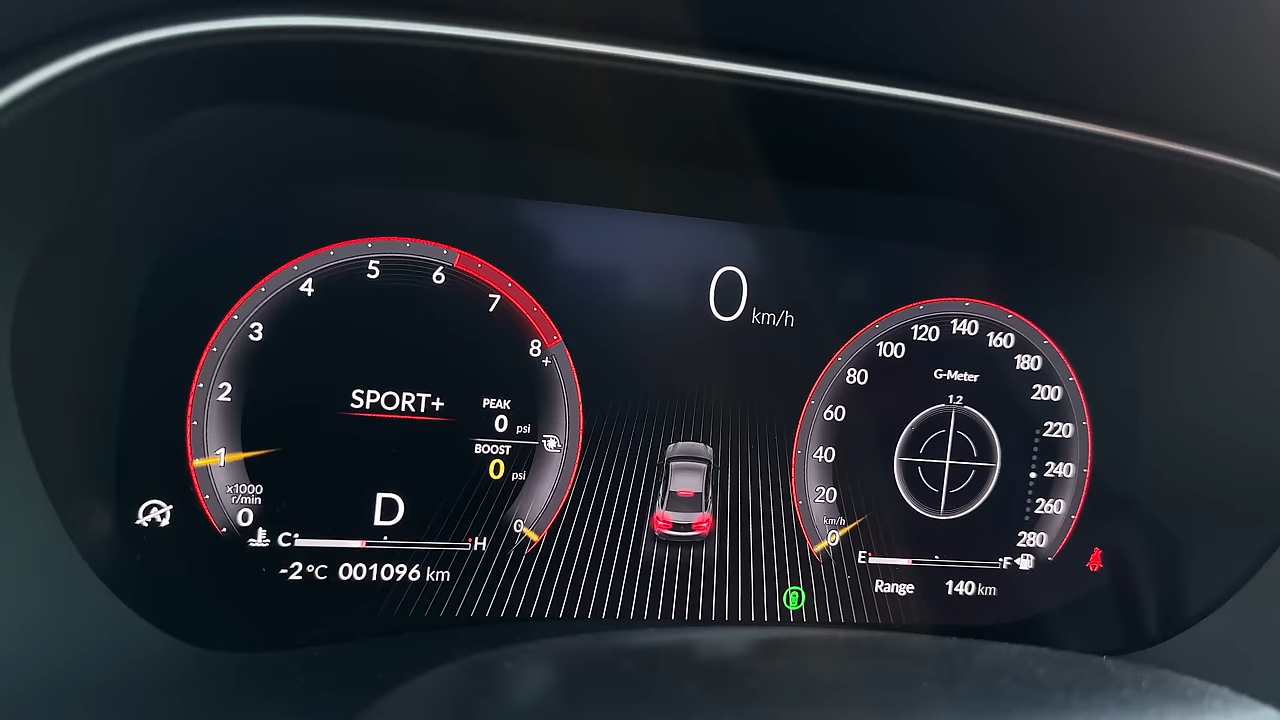 0 km/h
0
1
2
3
4
5
6
7
8
+
x1000
r/min
SPORT+
PEAK
0 psi
BOOST
0 psi
0
D
C H
-2°C 001096 km
G-Meter
1.2
km/h
0
20
40
60
80
100
120
140
160
180
200
220
240
260
280
E F
Range 140 km
A